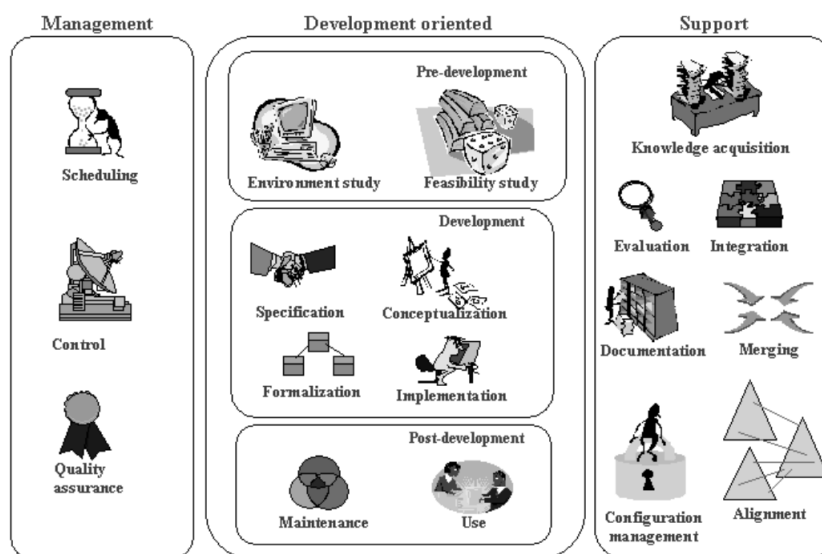 Management
Scheduling
Control
Quality
assurance
Development oriented
Pre-development
Environment study
Feasibility study
Development
Specification
Conceptualization
Formalization
Implementation
Post-development
Maintenance
Use
Support
Knowledge acquisition
Evaluation
Integration
Documentation
Merging
Configuration
management
Alignment